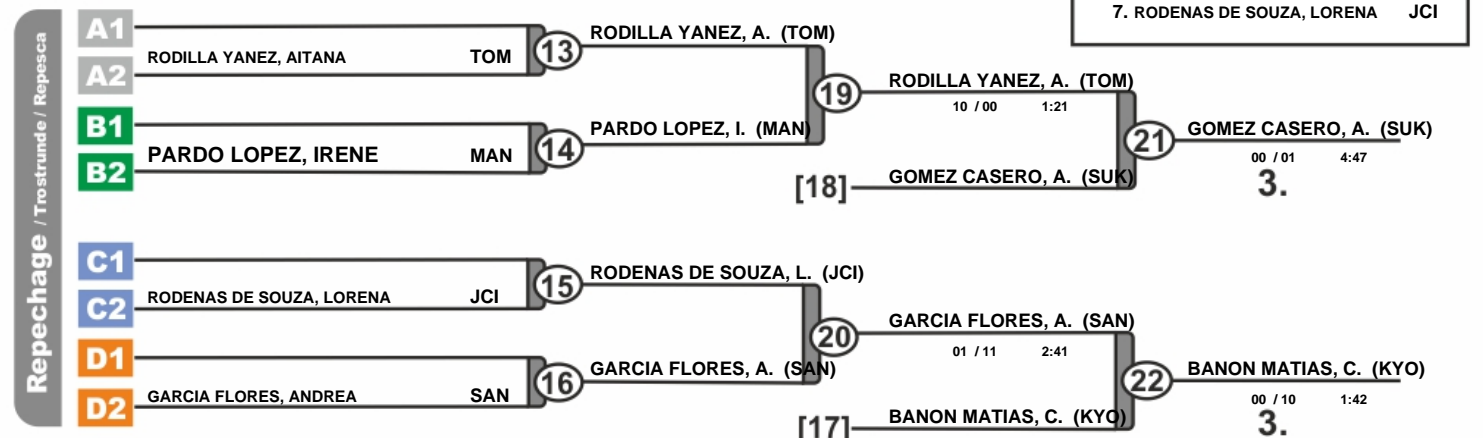 7. RODENAS DE SOUZA, LORENA JCI
Repechage / Trostrunde / Repesca
A1
RODILLA YANEZ, AITANA TOM
A2
13
RODILLA YANEZ, A. (TOM)
B1
PARDO LOPEZ, IRENE MAN
B2
14
PARDO LOPEZ, I. (MAN)
19
RODILLA YANEZ, A. (TOM)
10 / 00 1:21
[18]
GOMEZ CASERO, A. (SUK)
21
GOMEZ CASERO, A. (SUK)
00 / 01 4:47
3.
C1
RODENAS DE SOUZA, LORENA JCI
C2
15
RODENAS DE SOUZA, L. (JCI)
D1
GARCIA FLORES, ANDREA SAN
D2
16
GARCIA FLORES, A. (SAN)
20
GARCIA FLORES, A. (SAN)
01 / 11 2:41
[17]
BANON MATIAS, C. (KYO)
22
BANON MATIAS, C. (KYO)
00 / 10 1:42
3.